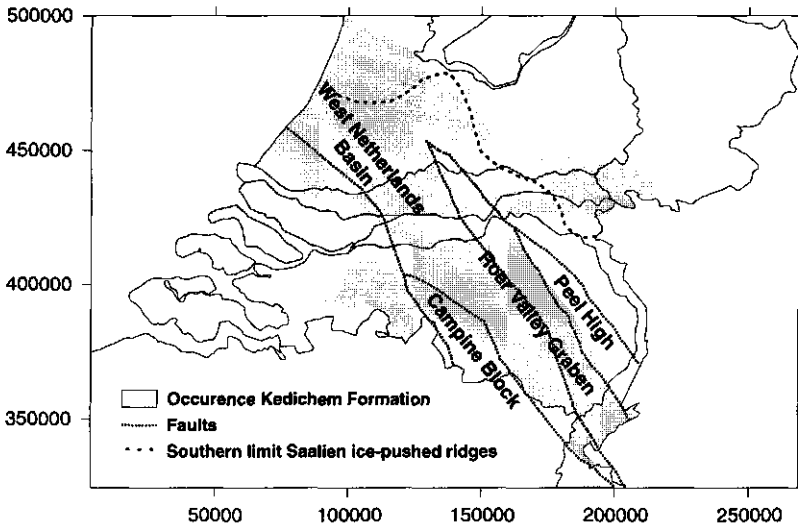 500000
450000
400000
350000
West Netherlands
Basin
Roer Valley Graben
Peel High
Campine Block
Occurence Kedichem Formation
Faults
Southern limit Saalien ice-pushed ridges
50000
100000
150000
200000
250000